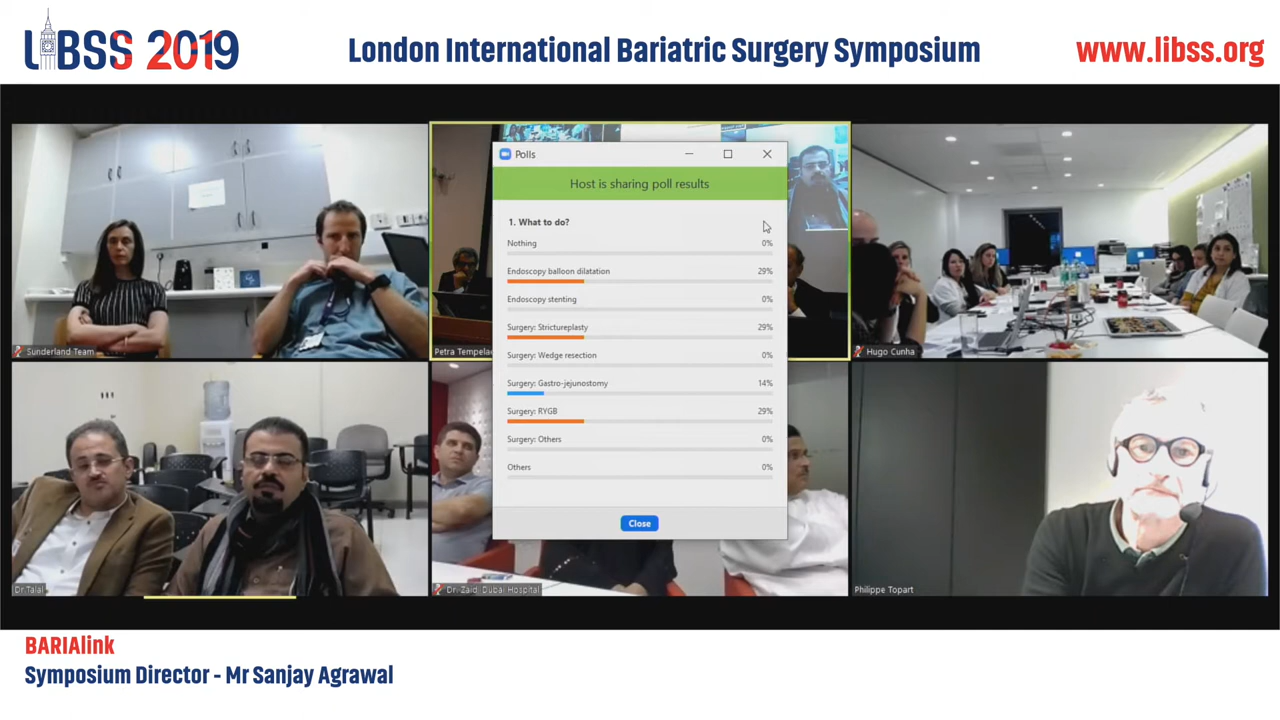 LIBSS 2019
London International Bariatric Surgery Symposium
www.libss.org
Polls
Host is sharing poll results
1. What to do?
Nothing 0%
Endoscopy balloon dilatation 29%
Endoscopy stenting 0%
Surgery: Strictureplasty 29%
Surgery: Wedge resection 0%
Surgery: Gastro-jejunostomy 14%
Surgery: RYGB 29%
Surgery: Others 0%
Others 0%
Close
Sunderland Team
Petra Tempelao
Hugo Cunha
Dr.Talal
Dr. Zaid, Dubai Hospital
Philippe Topart
BARIAlink
Symposium Director - Mr Sanjay Agrawal